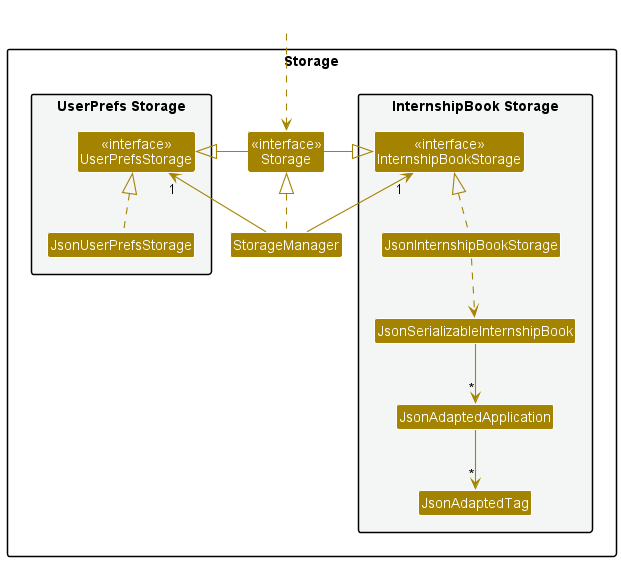 Storage
UserPrefs Storage
InternshipBook Storage
«interface»
UserPrefsStorage
«interface»
Storage
«interface»
InternshipBookStorage
1
1
JsonUserPrefsStorage
StorageManager
JsonInternshipBookStorage
JsonSerializableInternshipBook
*
JsonAdaptedApplication
*
JsonAdaptedTag